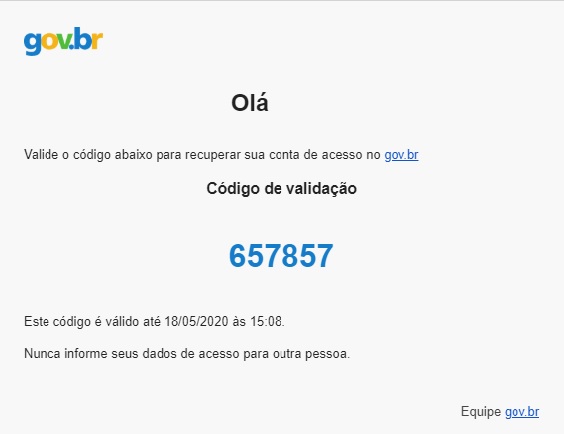 gov.br
Olá
Valide o código abaixo para recuperar sua conta de acesso no gov.br
Código de validação
657857
Este código é válido até 18/05/2020 às 15:08.
Nunca informe seus dados de acesso para outra pessoa.
Equipe gov.br